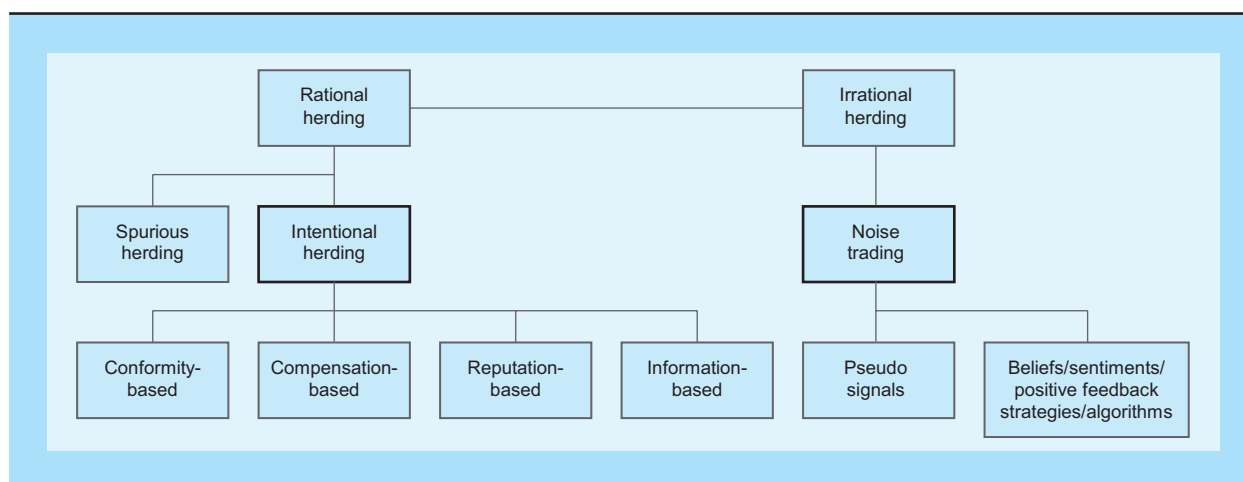 Rational
herding
Irrational
herding
Spurious
herding
Intentional
herding
Noise
trading
Conformity-
based
Compensation-
based
Reputation-
based
Information-
based
Pseudo
signals
Beliefs/sentiments/
positive feedback
strategies/algorithms